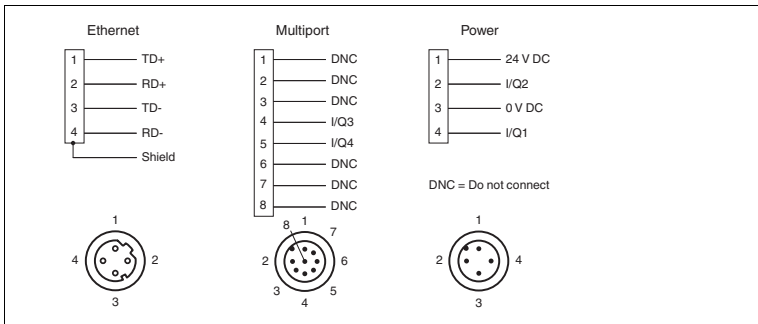 Ethernet
1 TD+
2 RD+
3 TD-
4 RD-
Shield
1
4 2
3
Multiport
1 DNC
2 DNC
3 DNC
4 I/Q3
5 I/Q4
6 DNC
7 DNC
8 DNC
8 1 7
2 6
3 5
4
Power
1 24 V DC
2 I/Q2
3 0 V DC
4 I/Q1
DNC = Do not connect
1
2 4
3